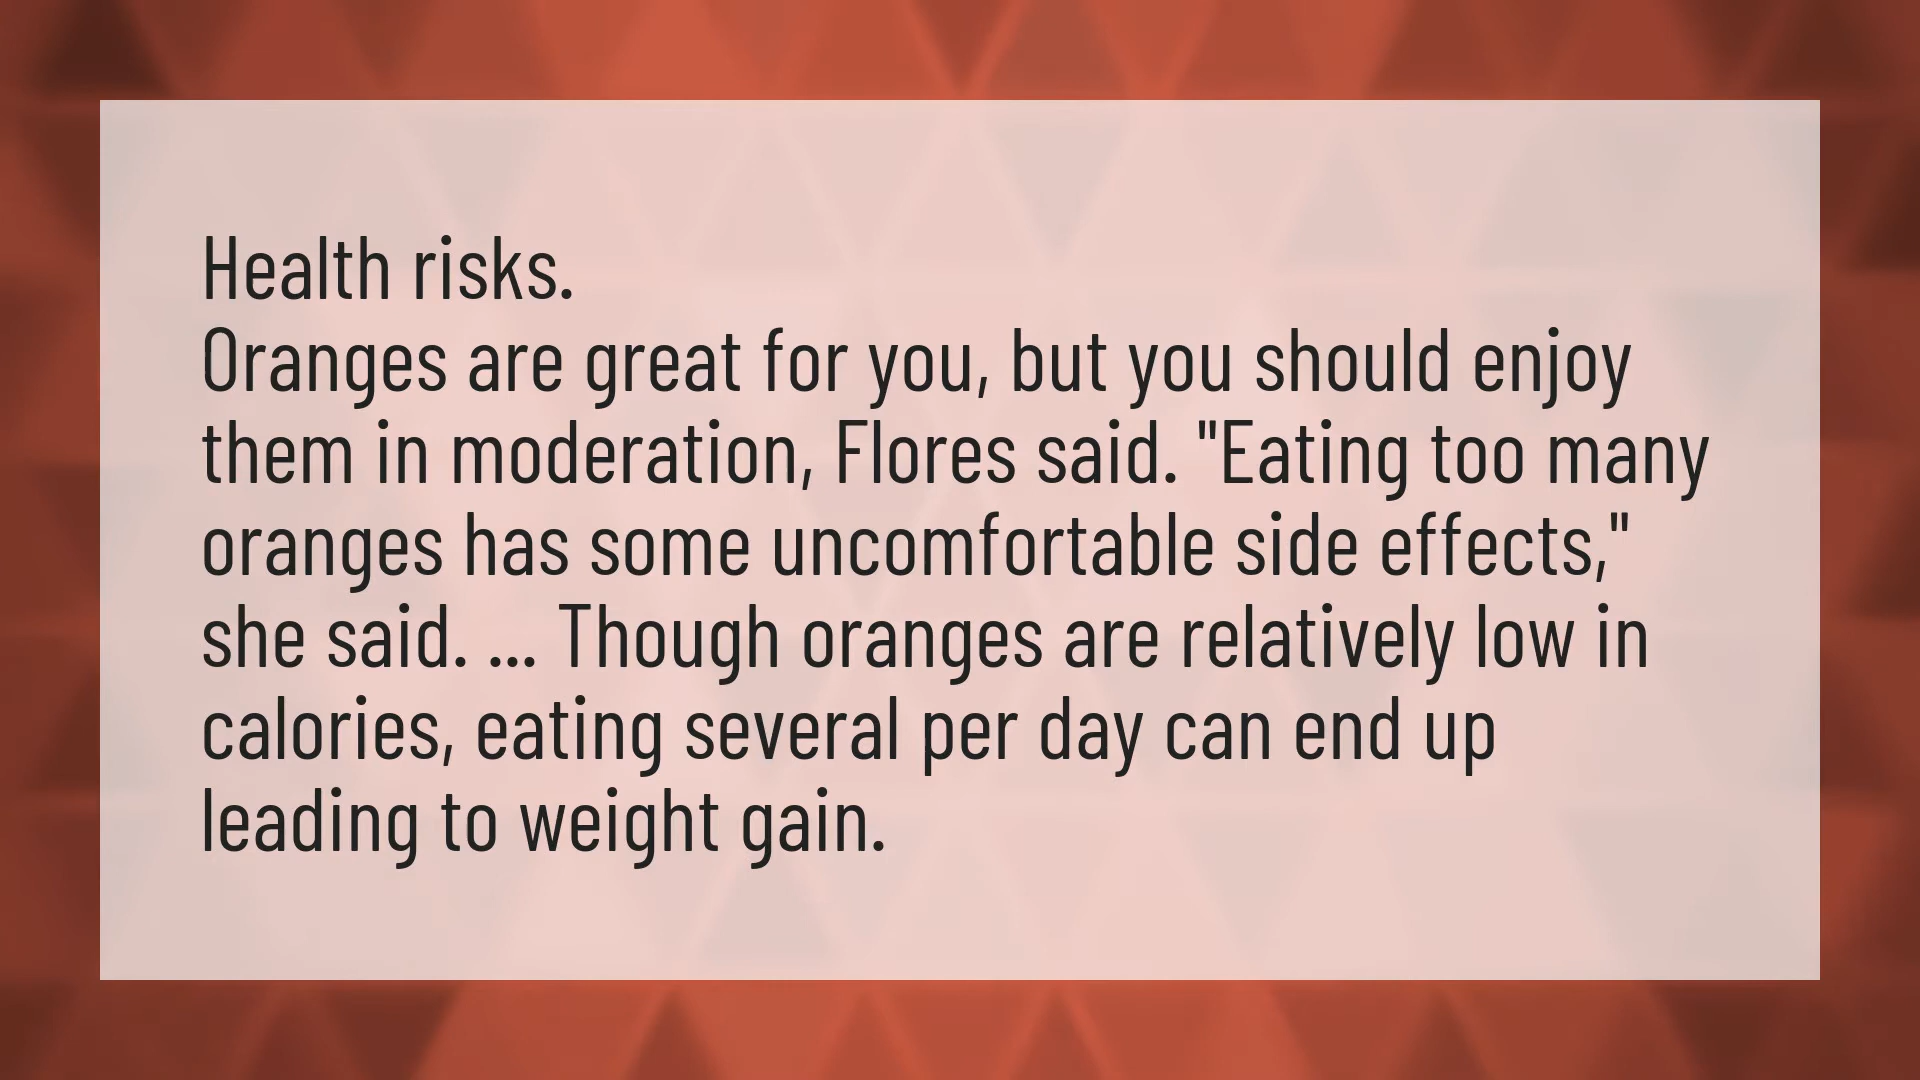 Health risks.
Oranges are great for you, but you should enjoy
them in moderation, Flores said. "Eating too many
oranges has some uncomfortable side effects,"
she said. ... Though oranges are relatively low in
calories, eating several per day can end up
leading to weight gain.